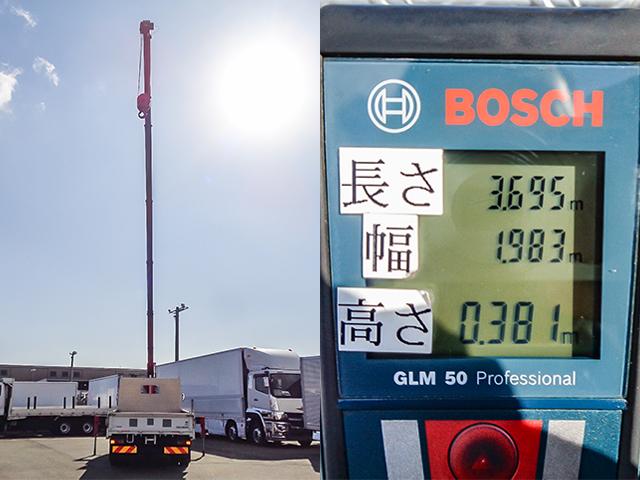 BOSCH
長さ 3.695m
幅 1.983m
高さ 0.381m
GLM 50 Professional